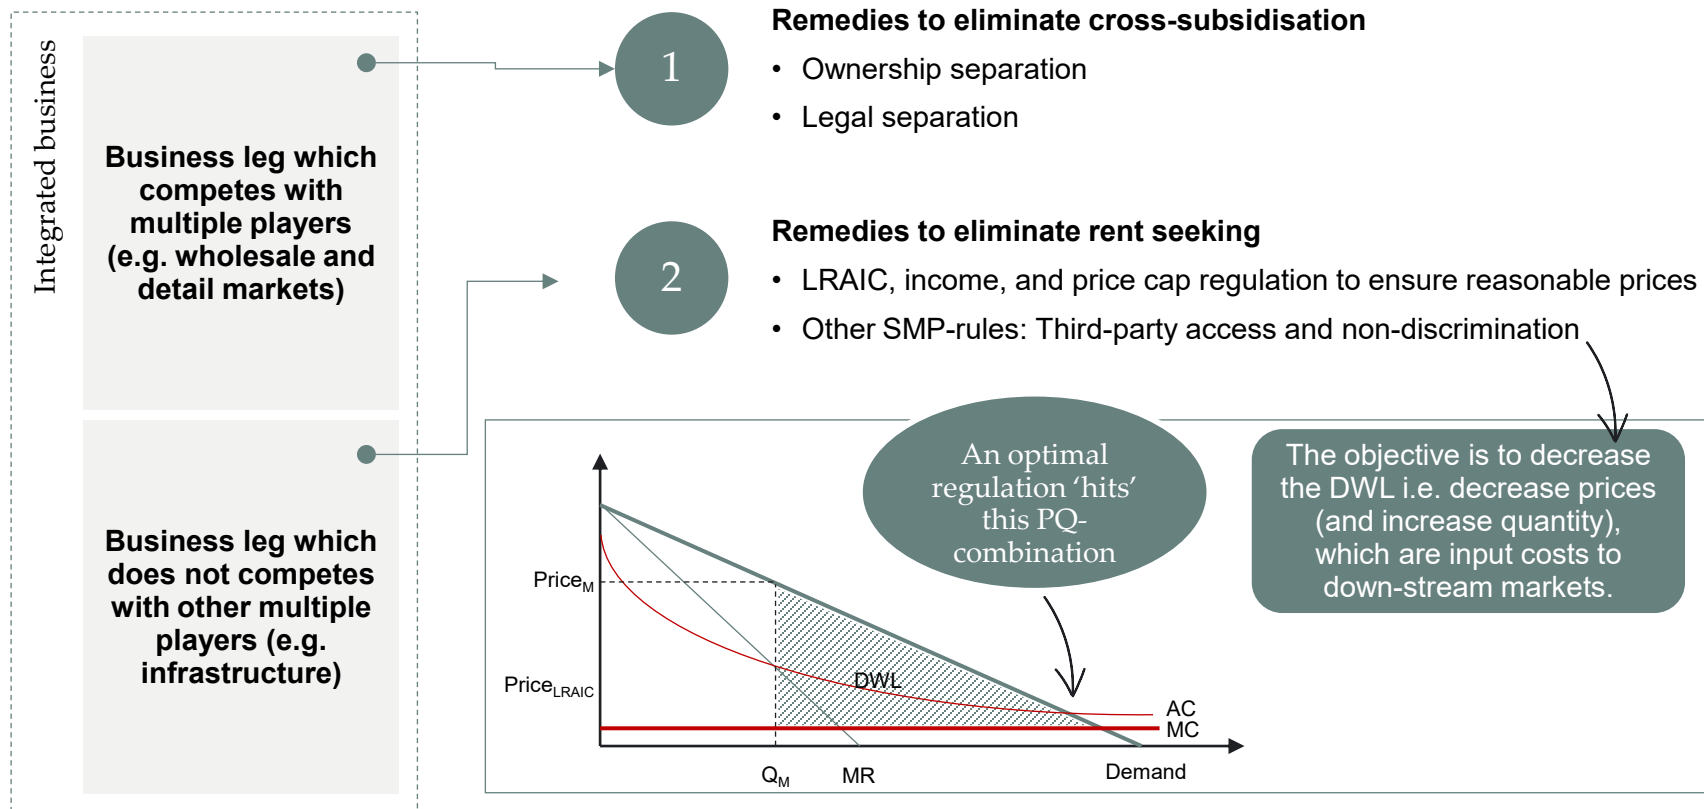 Integrated business
Business leg which
competes with
multiple players
(e.g. wholesale and
detail markets)
Business leg which
does not competes
with other multiple
players (e.g.
infrastructure)
1
Remedies to eliminate cross-subsidisation
• Ownership separation
• Legal separation
2
Remedies to eliminate rent seeking
• LRAIC, income, and price cap regulation to ensure reasonable prices
• Other SMP-rules: Third-party access and non-discrimination
An optimal
regulation ‘hits’
this PQ-
combination
The objective is to decrease
the DWL i.e. decrease prices
(and increase quantity),
which are input costs to
down-stream markets.
PriceM
PriceLRAIC
DWL
AC
MC
QM
MR
Demand